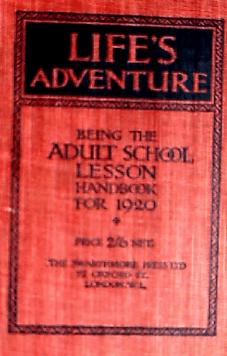 LIFE'S
ADVENTURE
BEING THE
ADULT SCHOOL
LESSON
HANDBOOK
FOR 1920
PRICE 2/6 NET.
THE SWARTHMORE PRESS LTD
72 OXFORD ST.
LONDON. W.1.